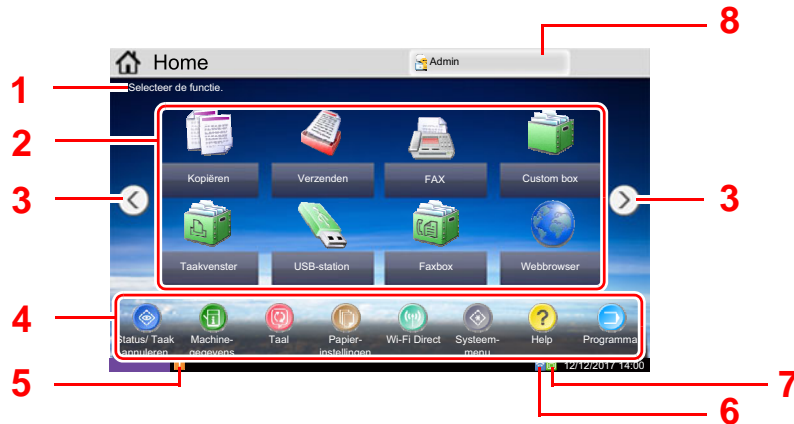 8
Home
Admin
1
Selecteer de functie.
2
Kopiëren
Verzenden
FAX
Custom box
3
3
Taakvenster
USB-station
Faxbox
Webbrowser
4
Status/ Taak annuleren
Machine-gegevens
Taal
Papier-instellingen
Wi-Fi Direct
Systeem-menu
?
Help
Programma
5
12/12/2017 14:00
6
7